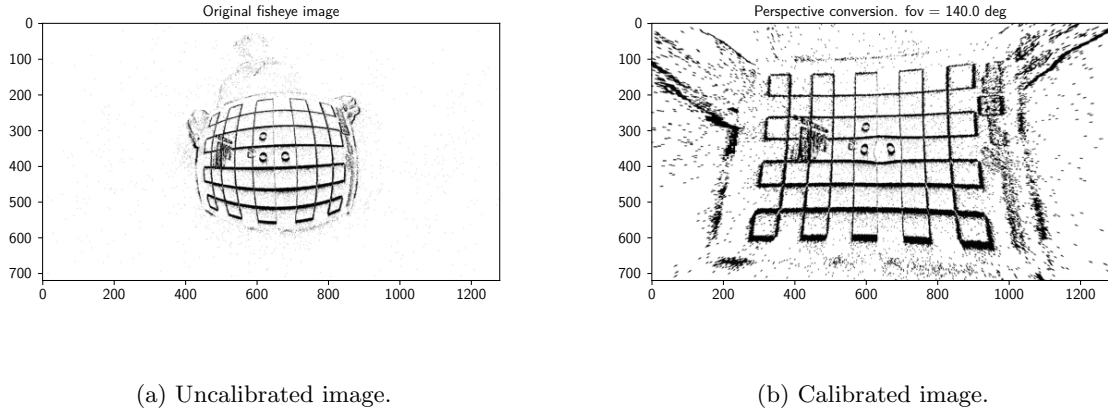 Original fisheye image
0
100
200
300
400
500
600
700
0 200 400 600 800 1000 1200
(a) Uncalibrated image.
Perspective conversion. fov = 140.0 deg
0
100
200
300
400
500
600
700
0 200 400 600 800 1000 1200
(b) Calibrated image.